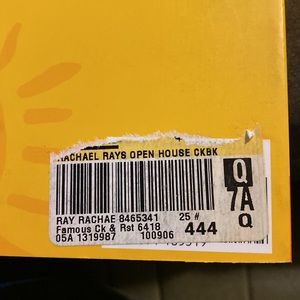 RACHAEL RAYS OPEN HOUSE CKBK
Q
7A
Q
RAY RACHAE 8465341 25 #
Famous Ck & Rst 6418 444
05A 1319987 100906